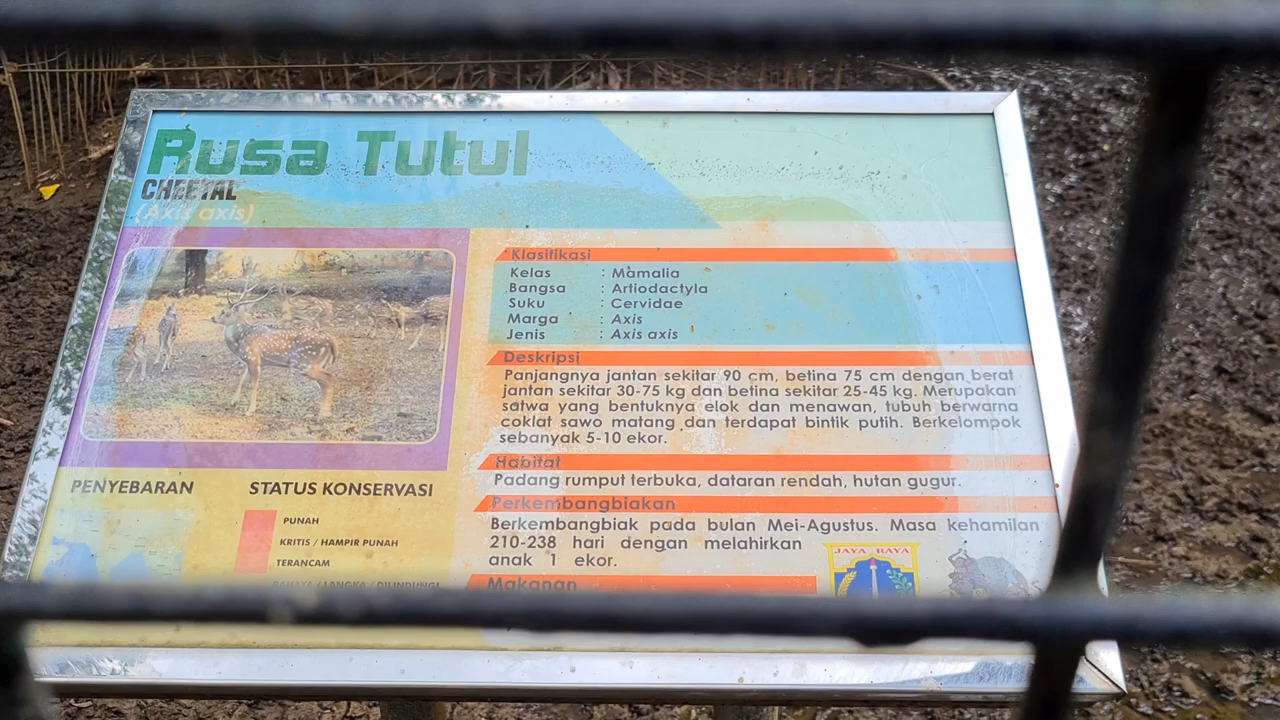 Rusa Tutul
CHEETAL
(Axis axis)
Klasifikasi
Kelas : Mamalia
Bangsa : Artiodactyla
Suku : Cervidae
Marga : Axis
Jenis : Axis axis
Deskripsi
Panjangnya jantan sekitar 90 cm, betina 75 cm dengan berat
jantan sekitar 30-75 kg dan betina sekitar 25-45 kg. Merupakan
satwa yang bentuknya elok dan menawan, tubuh berwarna
coklat sawo matang dan terdapat bintik putih. Berkelompok
sebanyak 5-10 ekor.
Habitat
Padang rumput terbuka, dataran rendah, hutan gugur.
Perkembangbiakan
Berkembangbiak pada bulan Mei-Agustus. Masa kehamilan
210-238 hari dengan melahirkan
anak 1 ekor.
Makanan
PENYEBARAN
STATUS KONSERVASI
PUNAH
KRITIS / HAMPIR PUNAH
TERANCAM
BAHAYA / LANGKA / DILINDUNGI
JAYA RAYA